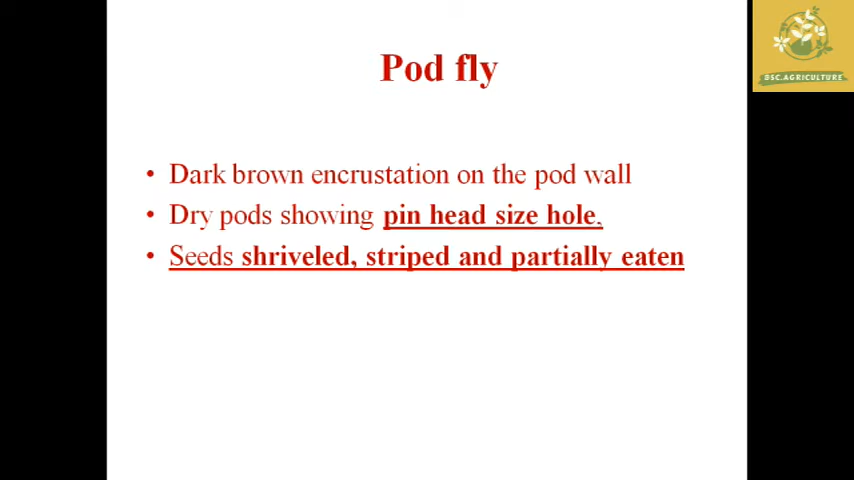 BSC.AGRICULTURE
Pod fly
• Dark brown encrustation on the pod wall
• Dry pods showing pin head size hole.
• Seeds shriveled, striped and partially eaten